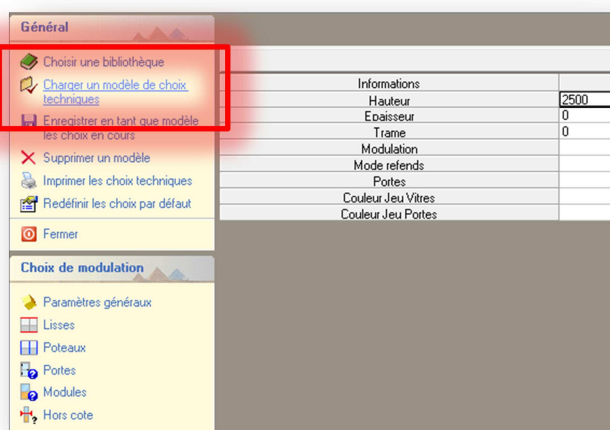 Général
Choisir une bibliothèque
Charger un modèle de choix
techniques
Enregistrer en tant que modèle
les choix en cours
Supprimer un modèle
Imprimer les choix techniques
Redéfinir les choix par défaut
Fermer
Choix de modulation
Paramètres généraux
Lisses
Poteaux
Portes
Modules
Hors cote
Informations
Hauteur 2500
Epaisseur 0
Trame 0
Modulation
Mode refends
Portes
Couleur Jeu Vitres
Couleur Jeu Portes